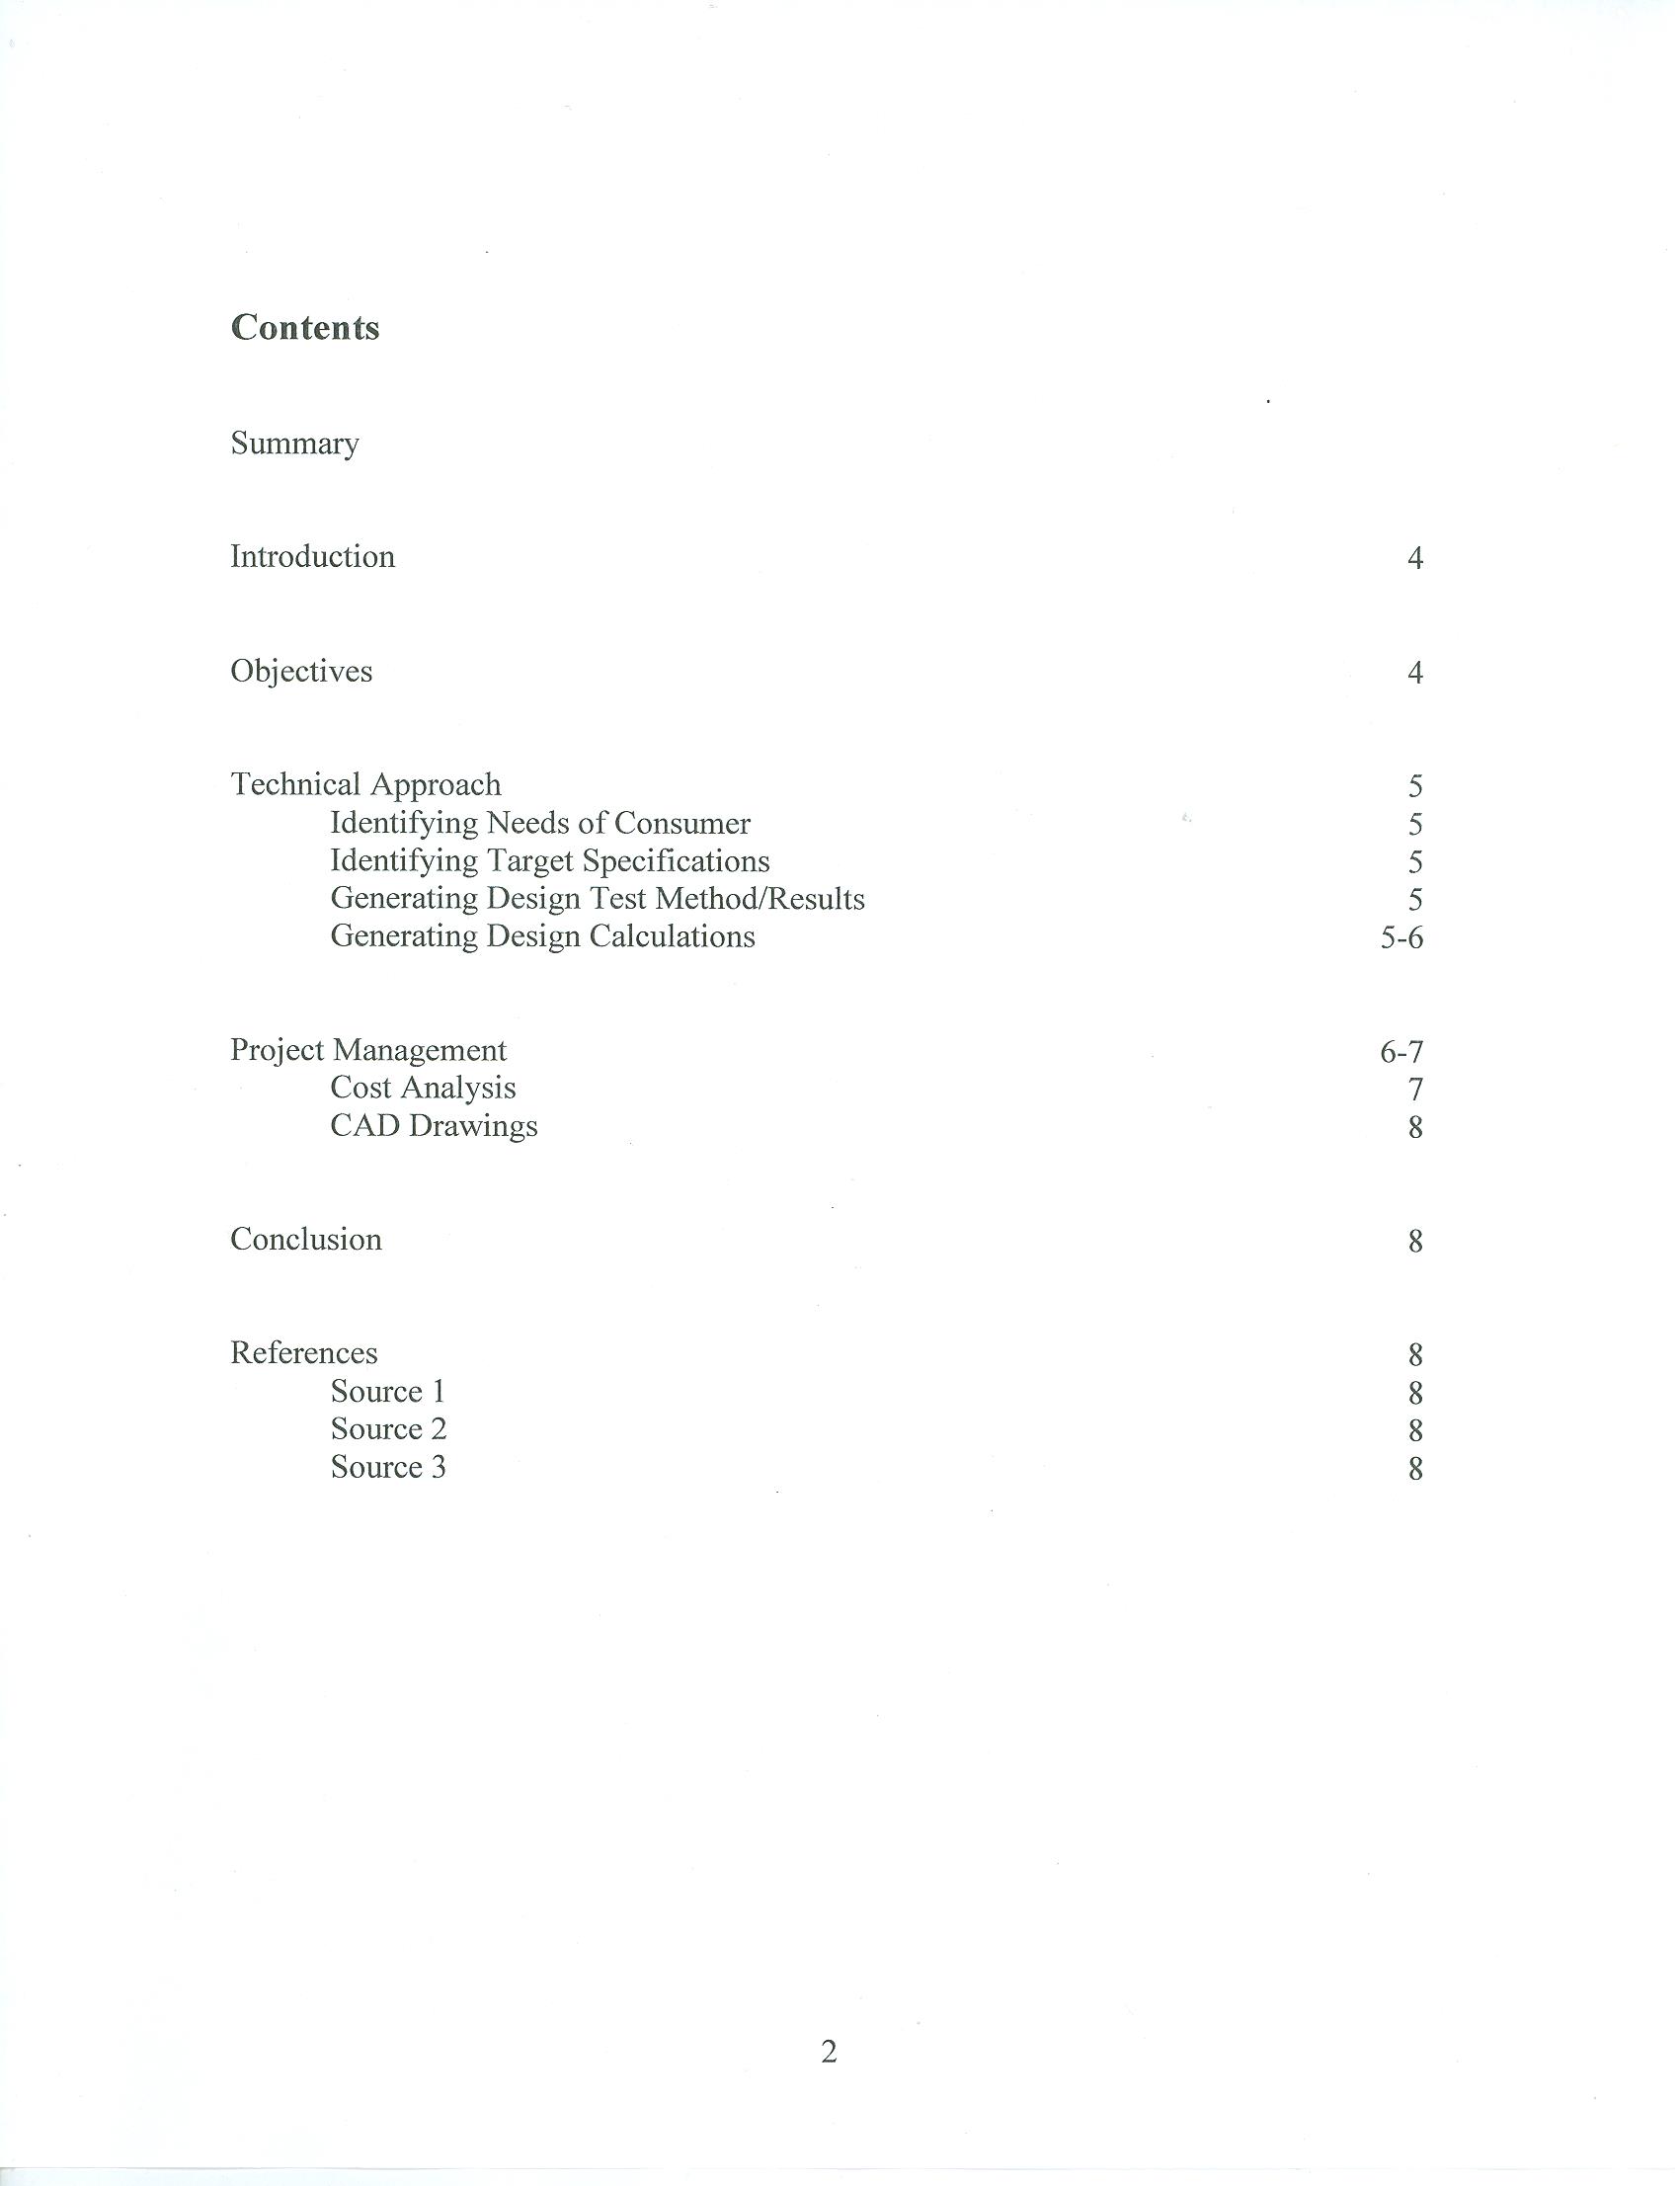 Contents
Summary
Introduction 4
Objectives 4
Technical Approach 5
Identifying Needs of Consumer 5
Identifying Target Specifications 5
Generating Design Test Method/Results 5
Generating Design Calculations 5-6
Project Management 6-7
Cost Analysis 7
CAD Drawings 8
Conclusion 8
References 8
Source 1 8
Source 2 8
Source 3 8
2